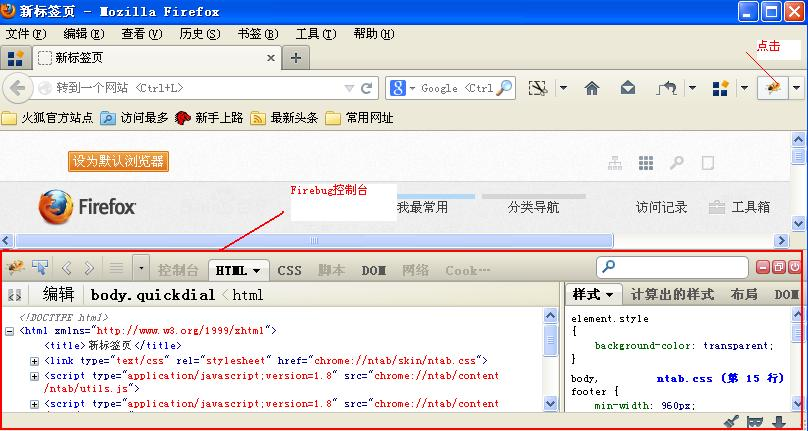 新标签页 - Mozilla Firefox
文件(F) 编辑(E) 查看(V) 历史(S) 书签(B) 工具(T) 帮助(H)
点击
新标签页
转到一个网站 <Ctrl+L>
Google <Ctrl
火狐官方站点 访问最多 新手上路 最新头条 常用网址
设为默认浏览器
Firebug控制台
Firefox
我最常用 分类导航 访问记录 工具箱
控制台 HTML CSS 脚本 DOM 网络 Cook…
编辑 body.quickdial < html
样式 计算出的样式 布局 DOM
<!DOCTYPE html>
<html xmlns="http://www.w3.org/1999/xhtml">
<title>新标签页</title>
<link type="text/css" rel="stylesheet" href="chrome://ntab/skin/ntab.css">
<script type="application/javascript;version=1.8" src="chrome://ntab/content
/ntab/utils.js">
<script type="application/javascript;version=1.8" src="chrome://ntab/content
element.style
{
background-color: transparent;
}
body, ntab.css (第 15 行)
footer {
min-width: 960px;